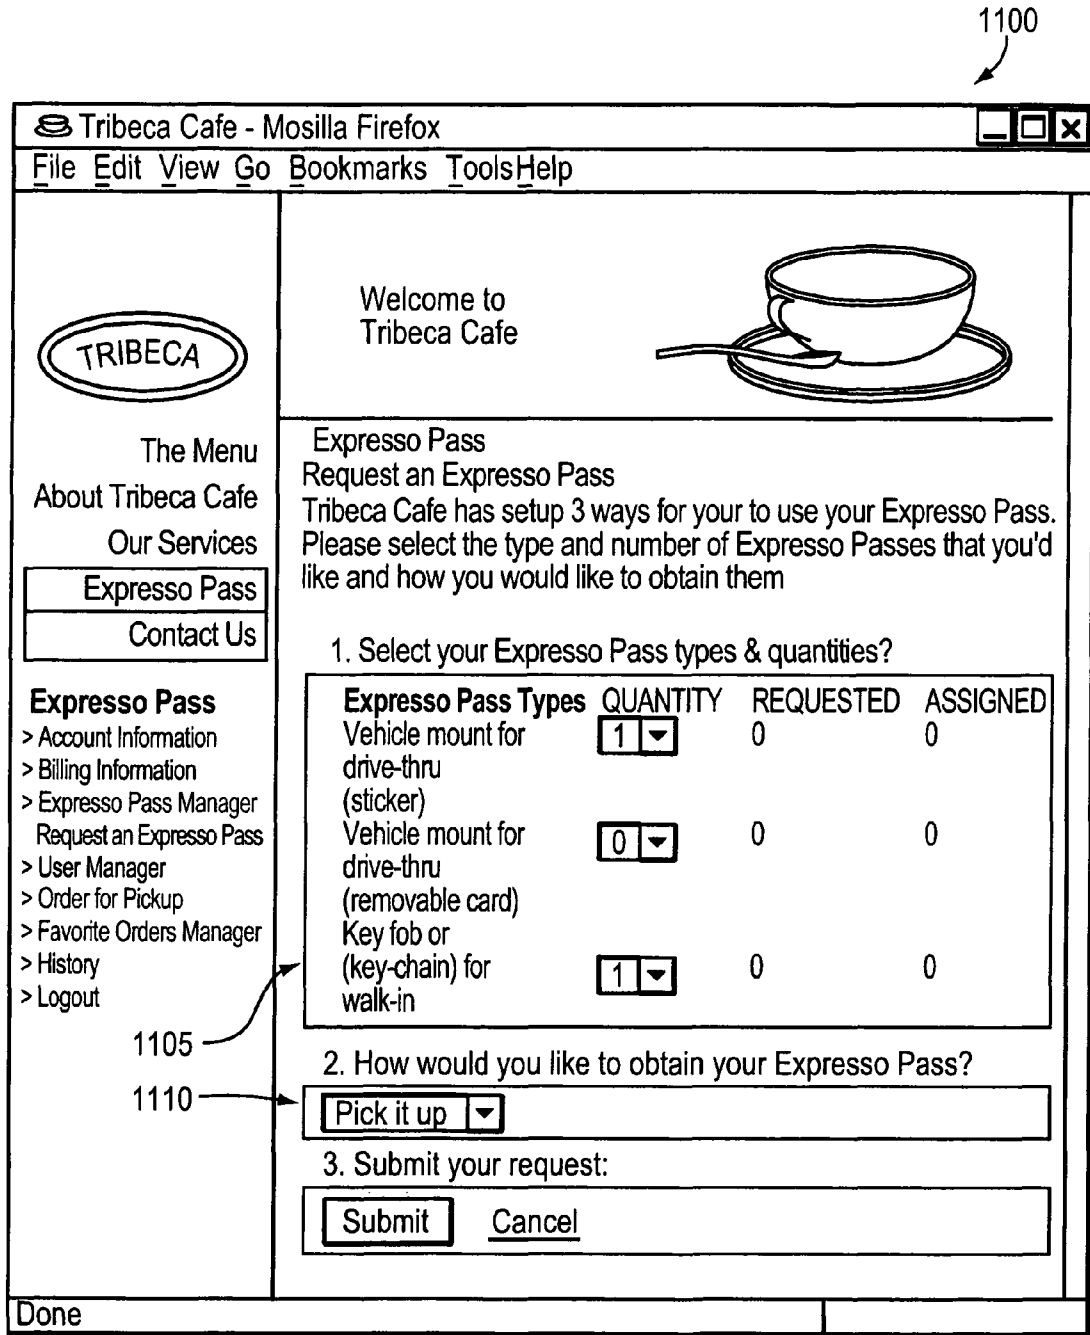 1100
Tribeca Cafe - Mosilla Firefox
File Edit View Go Bookmarks Tools Help
TRIBECA
Welcome to
Tribeca Cafe
The Menu
About Tribeca Cafe
Our Services
Expresso Pass
Contact Us
Expresso Pass
> Account Information
> Billing Information
> Expresso Pass Manager
Request an Expresso Pass
> User Manager
> Order for Pickup
> Favorite Orders Manager
> History
> Logout
1105
1110
Expresso Pass
Request an Expresso Pass
Tribeca Cafe has setup 3 ways for your to use your Expresso Pass.
Please select the type and number of Expresso Passes that you'd
like and how you would like to obtain them
1. Select your Expresso Pass types & quantities?
Expresso Pass Types QUANTITY REQUESTED ASSIGNED
Vehicle mount for 1 0 0
drive-thru
(sticker)
Vehicle mount for 0 0 0
drive-thru
(removable card)
Key fob or
(key-chain) for 1 0 0
walk-in
2. How would you like to obtain your Expresso Pass?
Pick it up
3. Submit your request:
Submit Cancel
Done